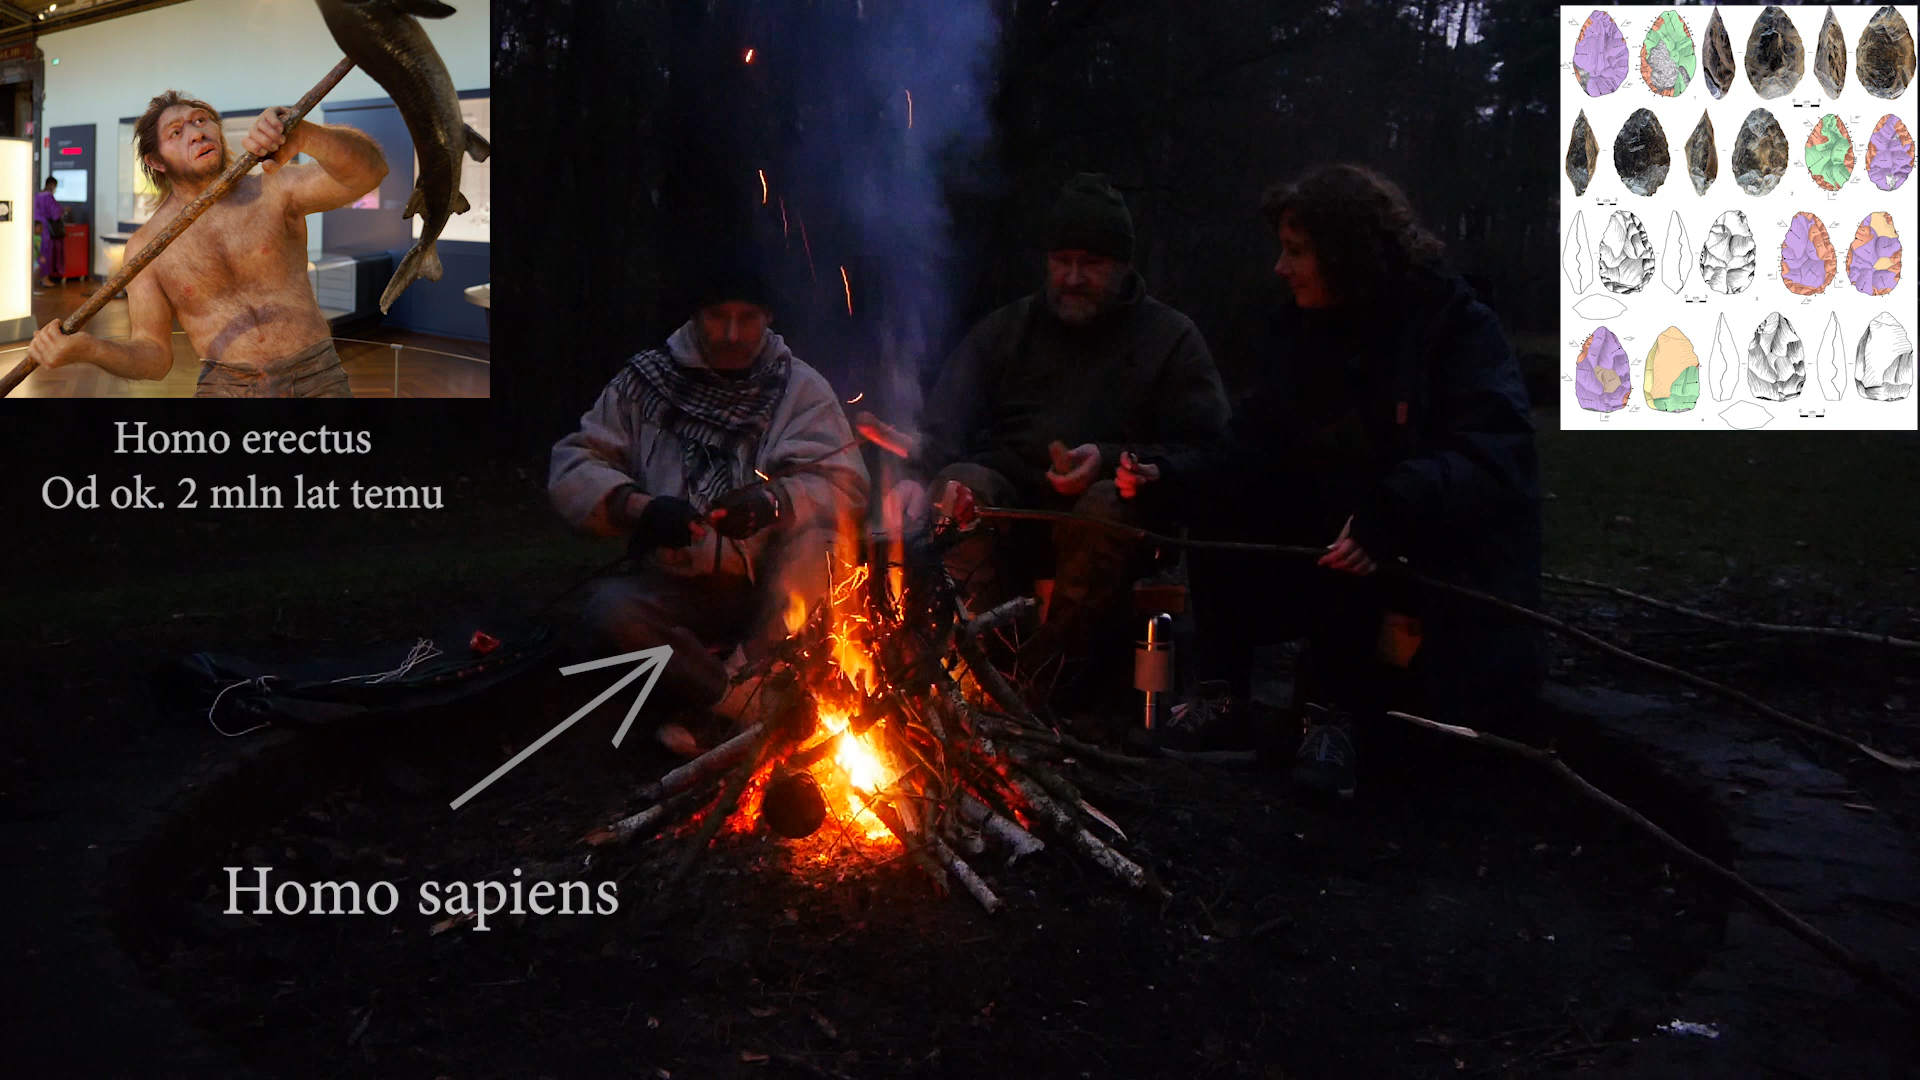 Homo erectus
Od ok. 2 mln lat temu
Homo sapiens